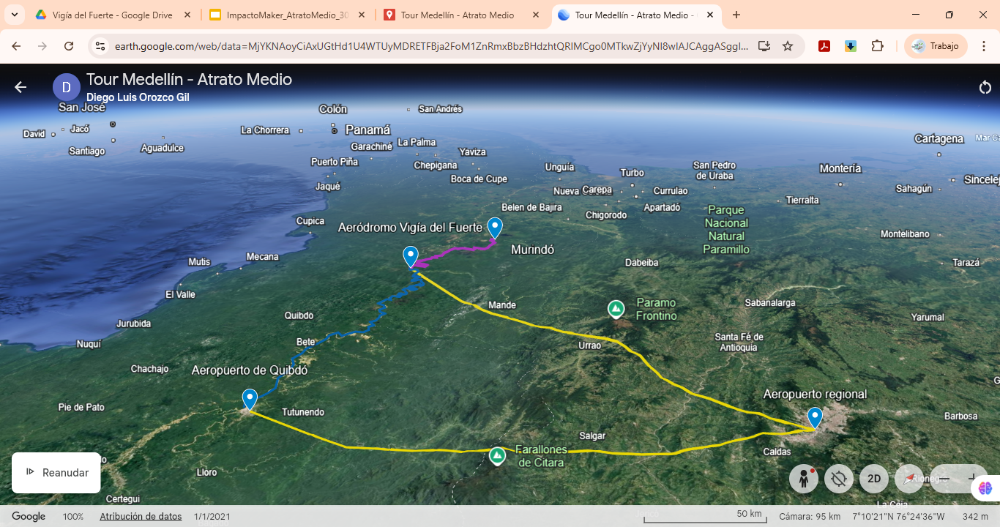 Vigía del Fuerte - Google Drive
ImpactoMaker_AtratoMedio_30
Tour Medellín - Atrato Medio
Tour Medellín - Atrato Medio -
earth.google.com/web/data=MjYKNAoyCiAxUGtHd1U4WTUyMDRETFBja2FoM1ZnRmxBbzBHdzhtQRIMCgo0MTkwZjYyNl8wIAJCAggASggI...
Trabajo
Tour Medellín - Atrato Medio
D
Diego Luis Orozco Gil
San José
Colón
San Andrés
David
Jacó
La Chorrera
Panamá
Cartagena
Mar Ca
Santiago
Aguadulce
Garachiné
La Palma
Yaviza
Puerto Piña
Chepigana
Unguía
San Pedro
de Uraba
Montería
Turbo
Boca de Cupe
Sincelej
Jaqué
Nueva
Carepa
Currulao
Sahagún
Tierralta
Belen de Bajira
Apartadó
Chigorodo
Parque
Nacional
Natural
Paramillo
Cupica
Aeródromo Vigía del Fuerte
Murindó
Montelibano
Mutis
Mecana
Dabeiba
Tarazá
El Valle
Mande
Paramo
Frontino
Sabanalarga
Jurubida
Quibdo
Yarumal
Nuquí
Bete
Urrao
Santa Fé de
Antioquia
Chachajo
Aeropuerto de Quibdó
Aeropuerto regional
Pie de Pato
Tutunendo
Barbosa
Salgar
Farallones
de Citara
Caldas
Reanudar
Lloro
2D
Rionegro
Certegui
La Ceja
Google
100%
Atribución de datos
1/1/2021
50 km
Cámara: 95 km
7°10'21"N 76°24'36"W
342 m